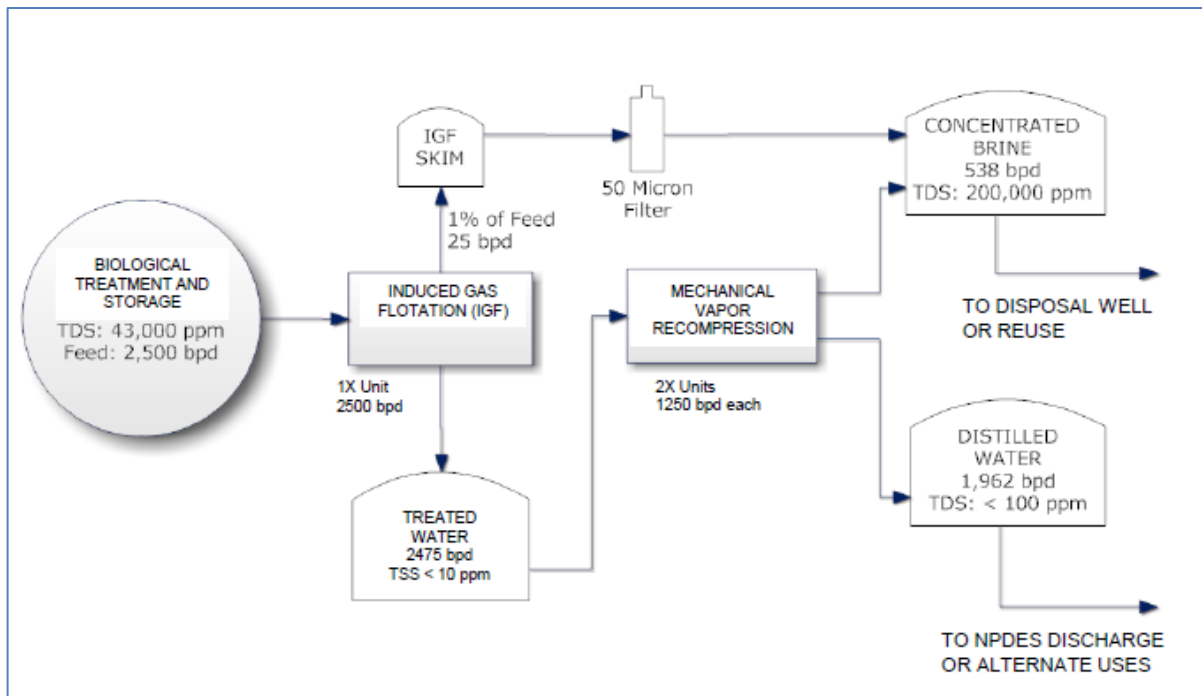 BIOLOGICAL
TREATMENT AND
STORAGE
TDS: 43,000 ppm
Feed: 2,500 bpd
IGF
SKIM
1% of Feed
25 bpd
INDUCED GAS
FLOTATION (IGF)
1X Unit
2500 bpd
TREATED
WATER
2475 bpd
TSS < 10 ppm
50 Micron
Filter
MECHANICAL
VAPOR
RECOMPRESSION
2X Units
1250 bpd each
CONCENTRATED
BRINE
538 bpd
TDS: 200,000 ppm
TO DISPOSAL WELL
OR REUSE
DISTILLED
WATER
1,962 bpd
TDS: < 100 ppm
TO NPDES DISCHARGE
OR ALTERNATE USES